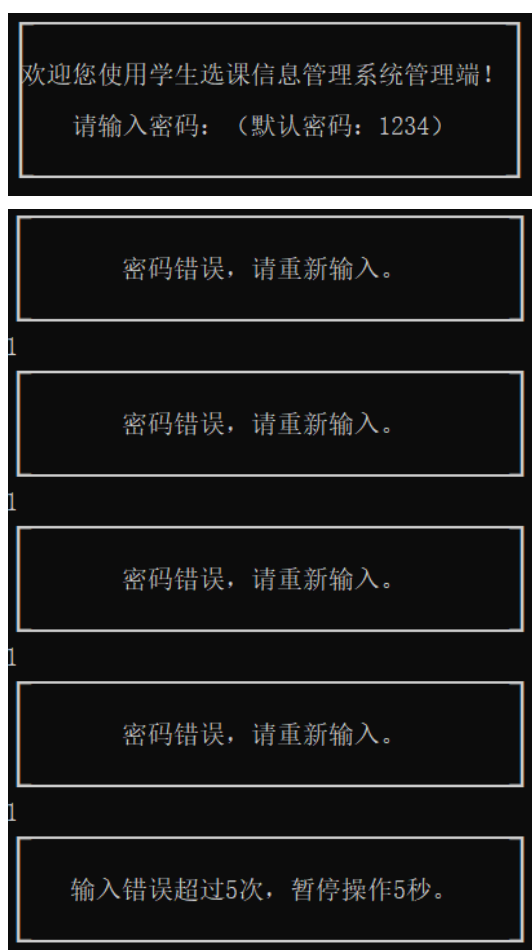 欢迎您使用学生选课信息管理系统管理端！
请输入密码：（默认密码：1234）
密码错误，请重新输入。
1
密码错误，请重新输入。
1
密码错误，请重新输入。
1
密码错误，请重新输入。
1
输入错误超过5次，暂停操作5秒。